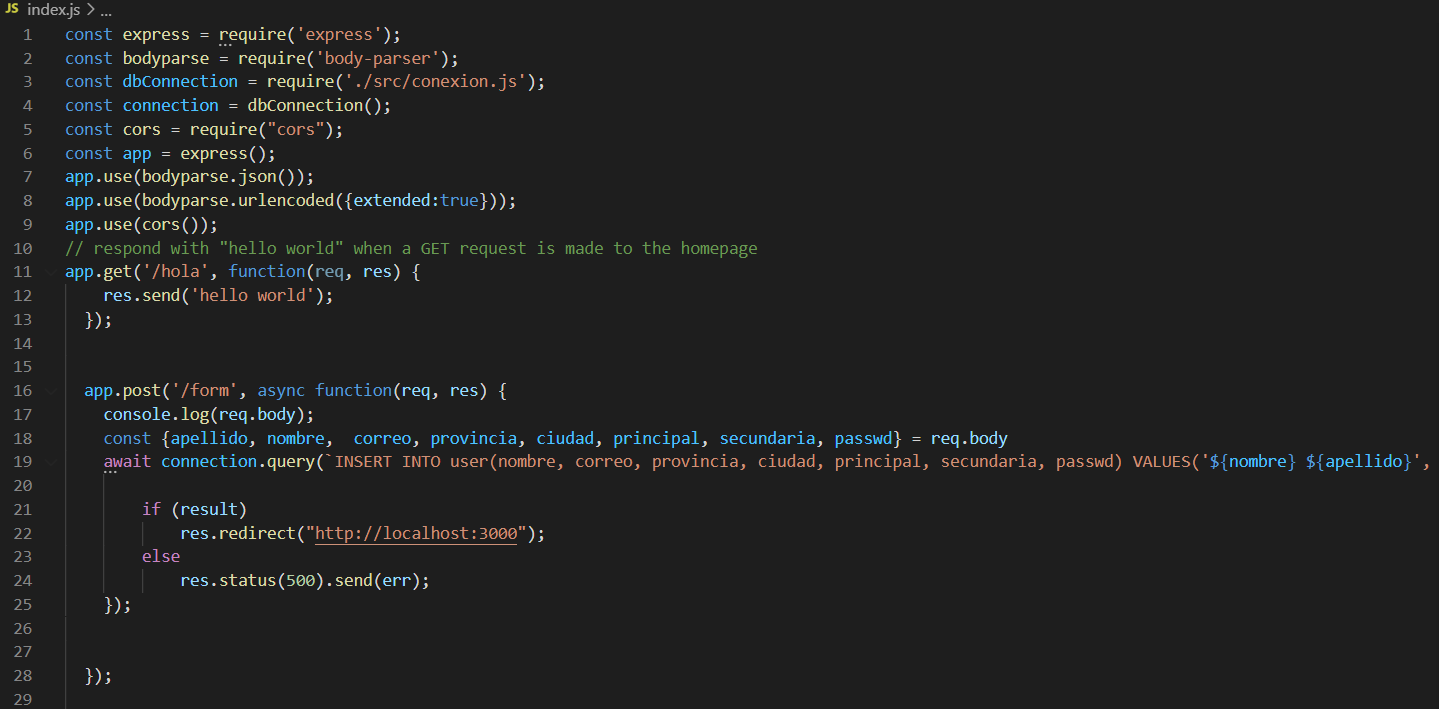 JS index.js > ...
1 const express = require('express');
2 const bodyparse = require('body-parser');
3 const dbConnection = require('./src/conexion.js');
4 const connection = dbConnection();
5 const cors = require("cors");
6 const app = express();
7 app.use(bodyparse.json());
8 app.use(bodyparse.urlencoded({extended:true}));
9 app.use(cors());
10 // respond with "hello world" when a GET request is made to the homepage
11 app.get('/hola', function(req, res) {
12     res.send('hello world');
13   });
14
15
16   app.post('/form', async function(req, res) {
17     console.log(req.body);
18     const {apellido, nombre,  correo, provincia, ciudad, principal, secundaria, passwd} = req.body
19     await connection.query(`INSERT INTO user(nombre, correo, provincia, ciudad, principal, secundaria, passwd) VALUES('${nombre} ${apellido}',
20
21         if (result)
22             res.redirect("http://localhost:3000");
23         else
24             res.status(500).send(err);
25     });
26
27
28   });
29